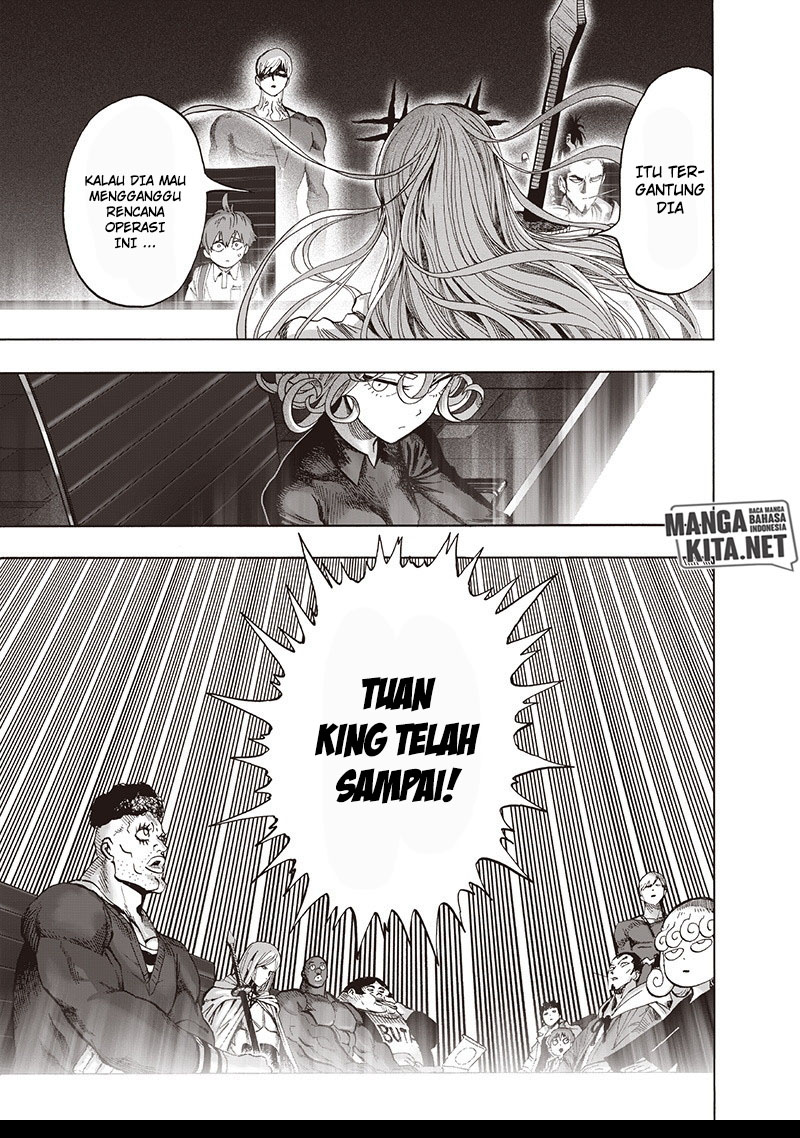 ITU TER-
GANTUNG
DIA
KALAU DIA MAU
MENGGANGGU
RENCANA
OPERASI
INI ...
MANGA
KITA.NET
BACA MANGA
BAHASA
INDONESIA
TUAN
KING TELAH
SAMPAI!
BUT